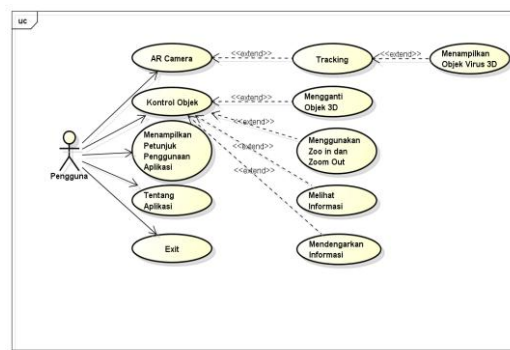 uc
AR Camera
<<extend>>
Tracking
<<extend>>
Menampilkan
Objek Virus 3D
Kontrol Objek
<<extend>>
Mengganti
Objek 3D
Menampilkan
Petunjuk
Penggunaan
Aplikasi
<<extend>>
Menggunakan
Zoo in dan
Zoom Out
Pengguna
<<extend>>
Tentang
Aplikasi
Melihat
Informasi
<<extend>>
Exit
Mendengarkan
Informasi